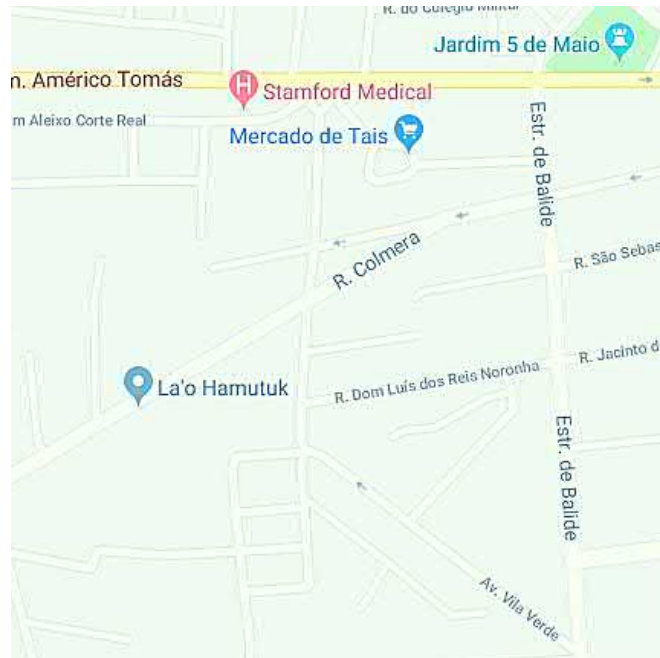 R. do Colégio Militar
Jardim 5 de Maio
m. Américo Tomás
H
Stamford Medical
m Aleixo Corte Real
Mercado de Tais
Estr. de Balide
R. Colmera
R. São Sebas
R. Jacinto d
La'o Hamutuk
R. Dom Luís dos Reis Noronha
Estr. de Balide
Av. Vila Verde